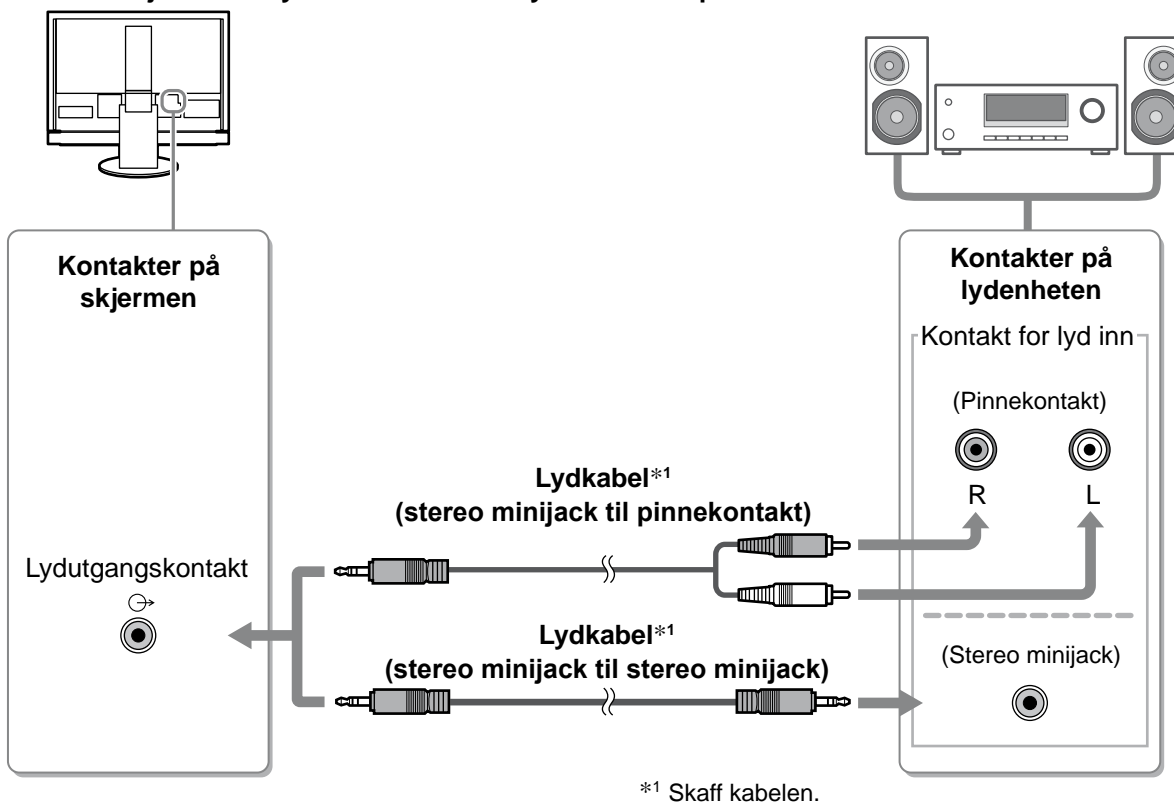 Kontakter på
skjermen
Lydutgangskontakt
Lydkabel*1
(stereo minijack til pinnekontakt)
Lydkabel*1
(stereo minijack til stereo minijack)
Kontakter på
lydenheten
Kontakt for lyd inn
(Pinnekontakt)
R L
(Stereo minijack)
*1 Skaff kabelen.